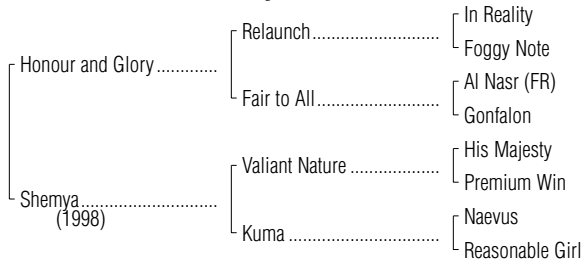 In Reality
Relaunch
Foggy Note
Honour and Glory
Al Nasr (FR)
Fair to All
Gonfalon
His Majesty
Valiant Nature
Premium Win
Shemya
(1998)
Naevus
Kuma
Reasonable Girl